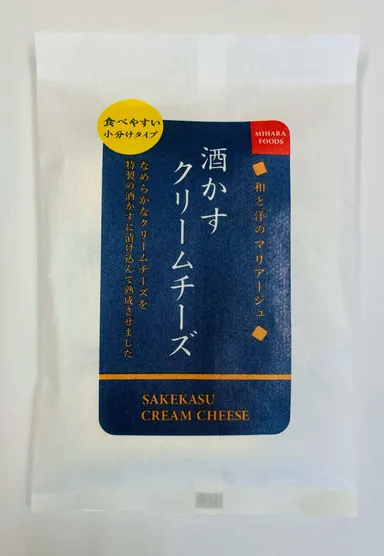 食べやすい
小分けタイプ
MIHARA
FOODS
和と洋のマリアージュ
酒かす
クリームチーズ
なめらかなクリームチーズを
特製の酒かすに漬け込んで熟成させました
SAKEKASU
CREAM CHEESE